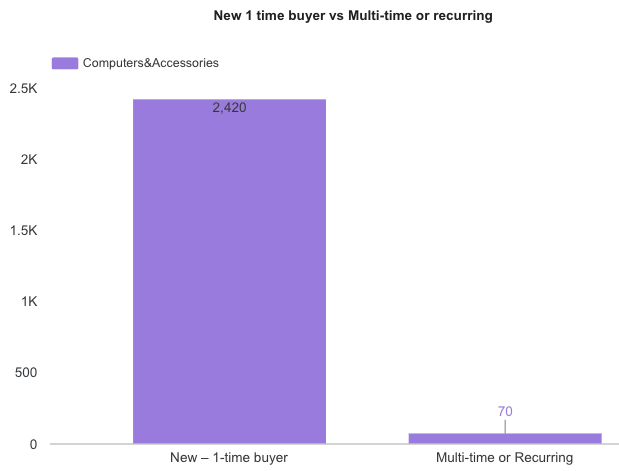 New 1 time buyer vs Multi-time or recurring
Computers&Accessories
2.5K
2,420
2K
1.5K
1K
500
70
0
New – 1-time buyer
Multi-time or Recurring